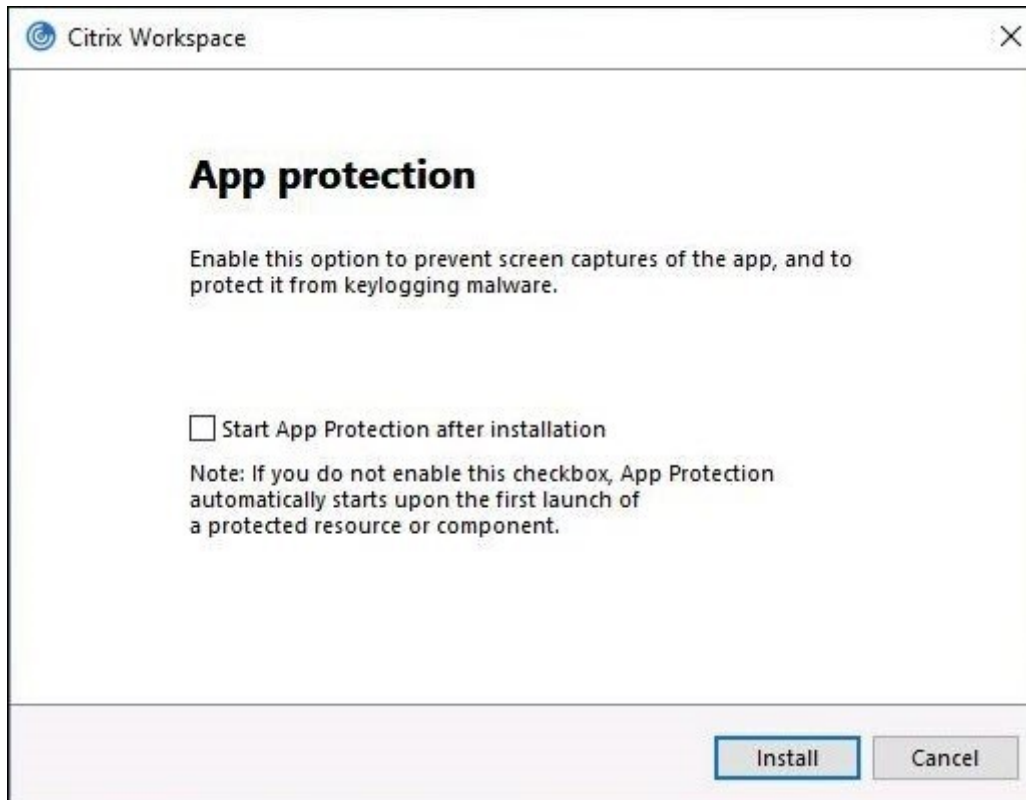 Citrix Workspace
App protection
Enable this option to prevent screen captures of the app, and to
protect it from keylogging malware.
Start App Protection after installation
Note: If you do not enable this checkbox, App Protection
automatically starts upon the first launch of
a protected resource or component.
Install
Cancel